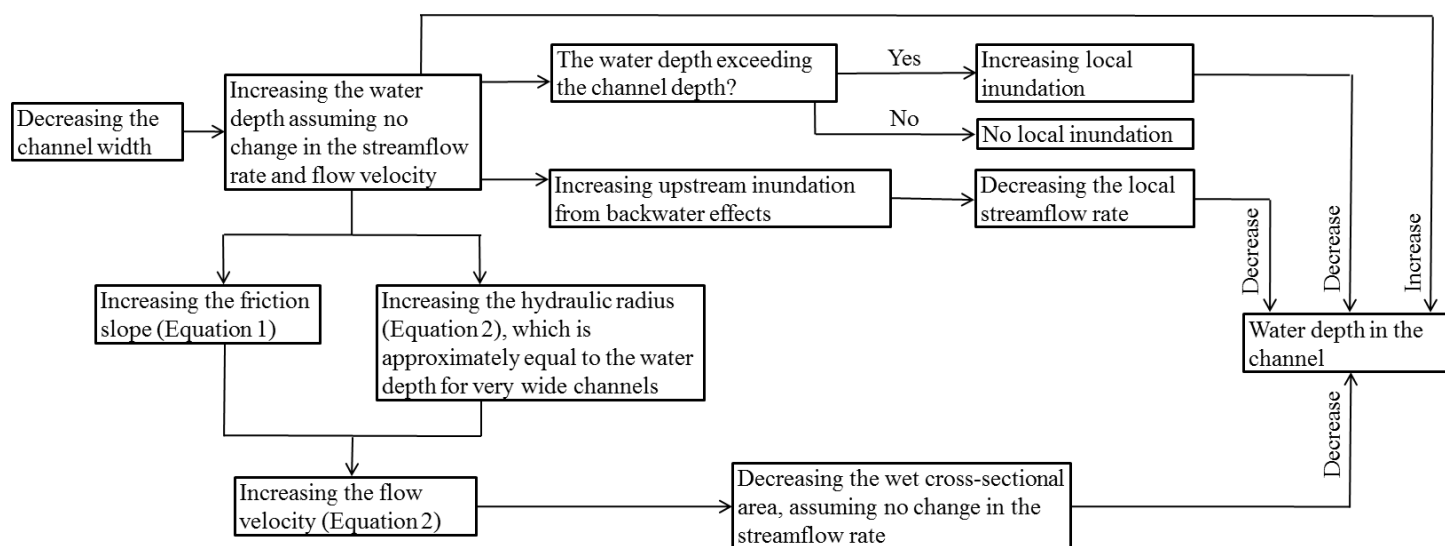 Decreasing the
channel width
Increasing the water
depth assuming no
change in the streamflow
rate and flow velocity
The water depth exceeding
the channel depth?
Yes
No
Increasing local
inundation
No local inundation
Increasing upstream inundation
from backwater effects
Decreasing the local
streamflow rate
Decrease
Decrease
Increase
Increasing the friction
slope (Equation 1)
Increasing the hydraulic radius
(Equation 2), which is
approximately equal to the water
depth for very wide channels
Water depth in the
channel
Decrease
Increasing the flow
velocity (Equation 2)
Decreasing the wet cross-sectional
area, assuming no change in the
streamflow rate